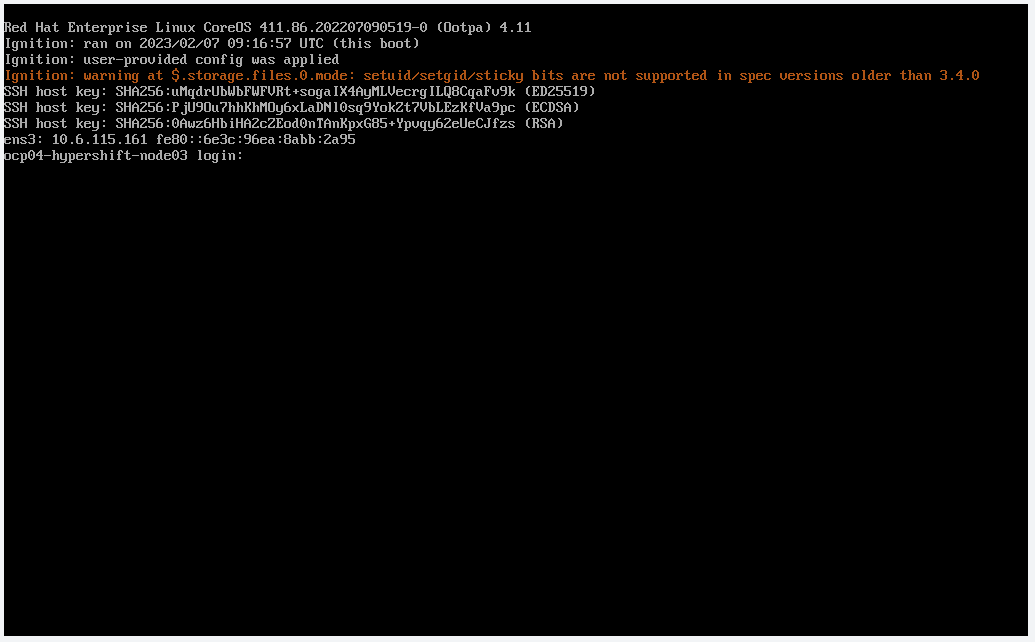 Red Hat Enterprise Linux CoreOS 411.86.202207090519-0 (Ootpa) 4.11
Ignition: ran on 2023/02/07 09:16:57 UTC (this boot)
Ignition: user-provided config was applied
Ignition: warning at $.storage.files.0.mode: setuid/setgid/sticky bits are not supported in spec versions older than 3.4.0
SSH host key: SHA256:uMqdrUbWbFWFVRt+sogaIX4AyMLVecrgILQ8CqaFv9k (ED25519)
SSH host key: SHA256:PjU9Ou7hhKhMOy6xLaDN10sq9YokZt7VbLEzKfVa9pc (ECDSA)
SSH host key: SHA256:0Awz6HbiHA2cZEod0nTAnKpxG85+Ypvqy62eUeCJfzs (RSA)
ens3: 10.6.115.161 fe80::6e3c:96ea:8abb:2a95
ocp04-hypershift-node03 login: